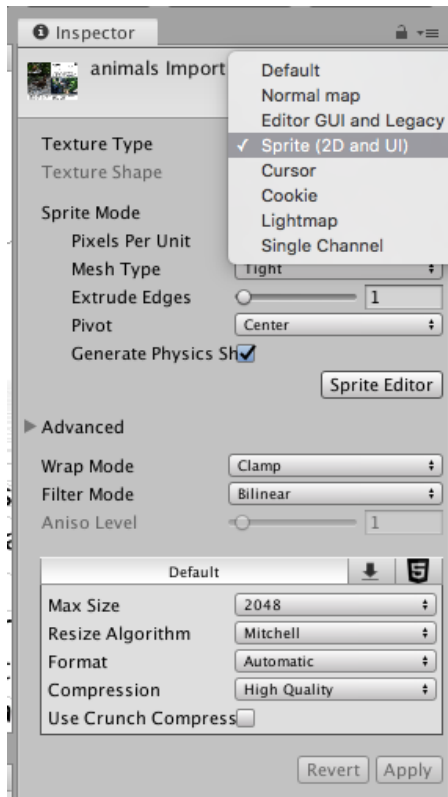 Inspector
animals Import
Default
Normal map
Editor GUI and Legacy
Texture Type
✓ Sprite (2D and UI)
Texture Shape
Cursor
Cookie
Sprite Mode
Lightmap
Pixels Per Unit
Single Channel
Mesh Type Tight
Extrude Edges 1
Pivot Center
Generate Physics Sh
Sprite Editor
Advanced
Wrap Mode Clamp
Filter Mode Bilinear
Aniso Level 1
Default
Max Size 2048
Resize Algorithm Mitchell
Format Automatic
Compression High Quality
Use Crunch Compress
Revert Apply